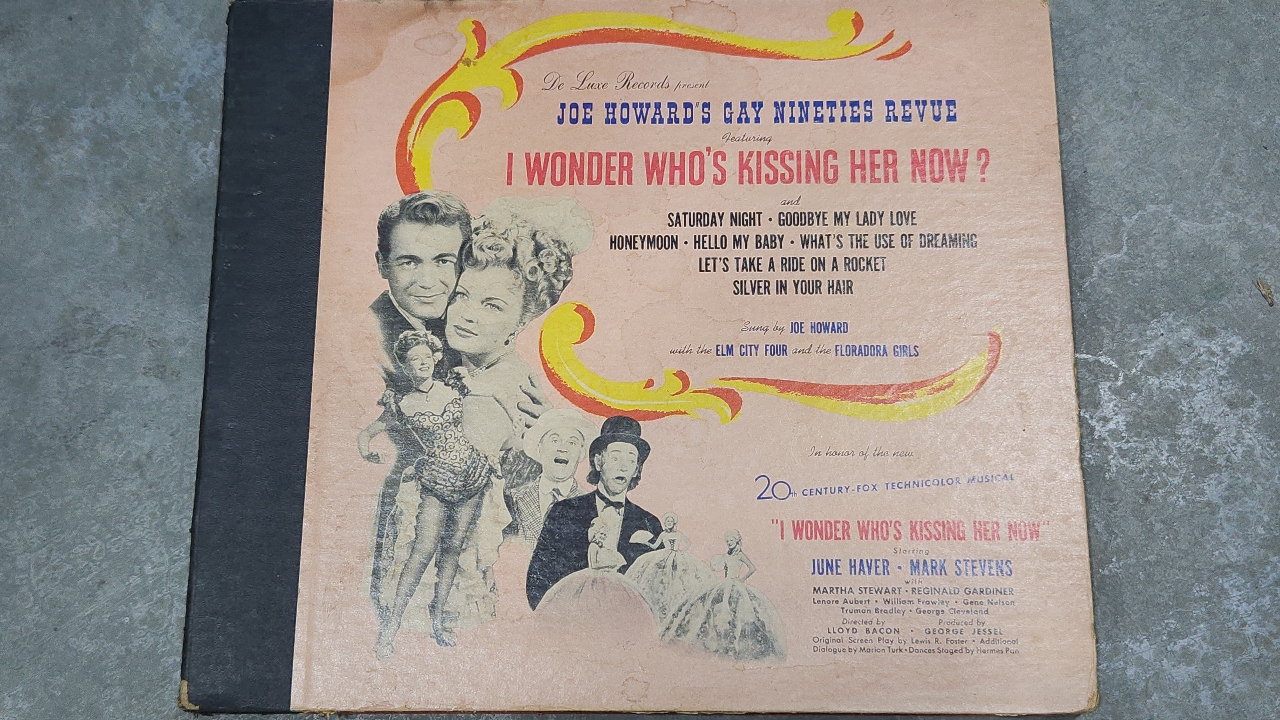 De Luxe Records present
JOE HOWARD'S GAY NINETIES REVUE
Featuring
I WONDER WHO'S KISSING HER NOW?
and
SATURDAY NIGHT • GOODBYE MY LADY LOVE
HONEYMOON • HELLO MY BABY • WHAT'S THE USE OF DREAMING
LET'S TAKE A RIDE ON A ROCKET
SILVER IN YOUR HAIR
Sung by JOE HOWARD
with the ELM CITY FOUR and the FLORADORA GIRLS
In honor of the new
20th CENTURY-FOX TECHNICOLOR MUSICAL
"I WONDER WHO'S KISSING HER NOW"
Starring
JUNE HAVER • MARK STEVENS
with
MARTHA STEWART • REGINALD GARDINER
Lenore Aubert • William Frawley • Gene Nelson
Truman Bradley • George Cleveland
Directed by Produced by
LLOYD BACON • GEORGE JESSEL
Original Screen Play by Lewis R. Foster • Additional
Dialogue by Marion Turk • Dances Staged by Hermes Pan